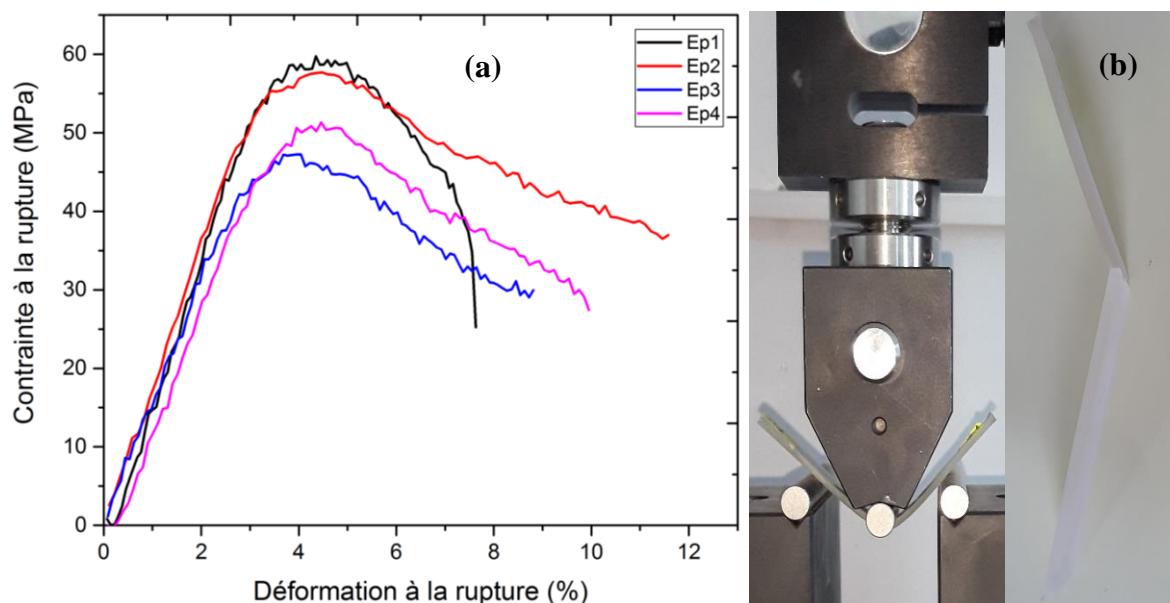 (a)
(b)
Ep1
Ep2
Ep3
Ep4
Contrainte à la rupture (MPa)
60
50
40
30
20
10
0
0 2 4 6 8 10 12
Déformation à la rupture (%)